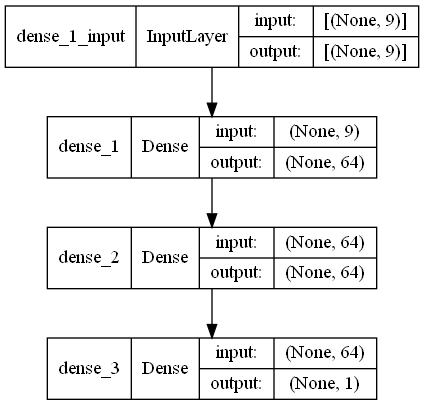 dense_1_input InputLayer input: [(None, 9)]
output: [(None, 9)]
dense_1 Dense input: (None, 9)
output: (None, 64)
dense_2 Dense input: (None, 64)
output: (None, 64)
dense_3 Dense input: (None, 64)
output: (None, 1)